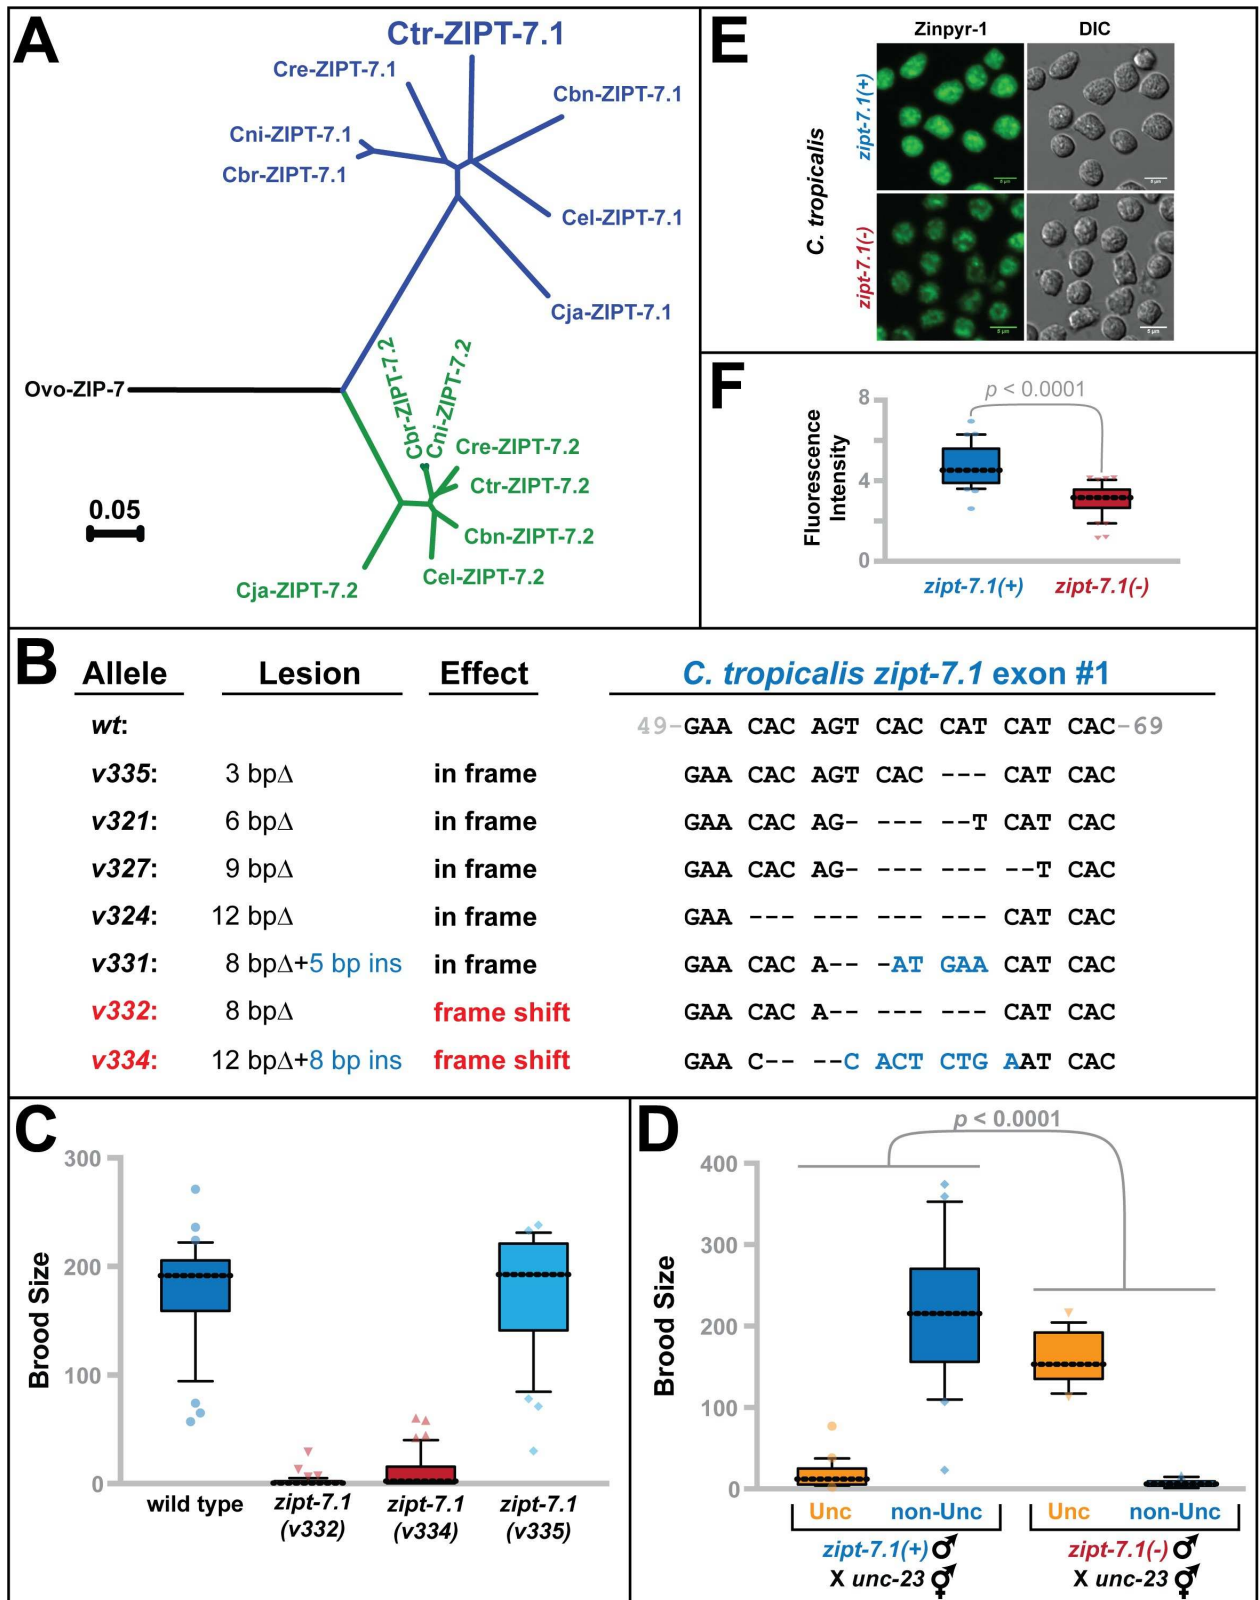 A
Ctr-ZIPT-7.1
Cre-ZIPT-7.1
Cbn-ZIPT-7.1
Cni-ZIPT-7.1
Cbr-ZIPT-7.1
Cel-ZIPT-7.1
Cja-ZIPT-7.1
Ovo-ZIP-7
Cbr-ZIPT-7.2
Cni-ZIPT-7.2
Cre-ZIPT-7.2
Ctr-ZIPT-7.2
Cbn-ZIPT-7.2
Cel-ZIPT-7.2
Cja-ZIPT-7.2
0.05
E
Zinpyr-1 DIC
C. tropicalis
zipt-7.1(+)
zipt-7.1(-)
5 µm
5 µm
F
p < 0.0001
Fluorescence
Intensity
8
4
0
zipt-7.1(+) zipt-7.1(-)
B
Allele Lesion Effect C. tropicalis zipt-7.1 exon #1
wt: 49-GAA CAC AGT CAC CAT CAT CAC-69
v335: 3 bpΔ in frame GAA CAC AGT CAC --- CAT CAC
v321: 6 bpΔ in frame GAA CAC AG- --- --T CAT CAC
v327: 9 bpΔ in frame GAA CAC AG- --- --- --T CAC
v324: 12 bpΔ in frame GAA --- --- --- --- CAT CAC
v331: 8 bpΔ+5 bp ins in frame GAA CAC A-- -AT GAA CAT CAC
v332: 8 bpΔ frame shift GAA CAC A-- --- --- CAT CAC
v334: 12 bpΔ+8 bp ins frame shift GAA C-- --C ACT CTG AAT CAC
C
Brood Size
300
200
100
0
wild type zipt-7.1 zipt-7.1 zipt-7.1
(v332) (v334) (v335)
D
p < 0.0001
Brood Size
400
300
200
100
0
Unc non-Unc Unc non-Unc
zipt-7.1(+)♂ zipt-7.1(-)♂
X unc-23 ⚥ X unc-23 ⚥